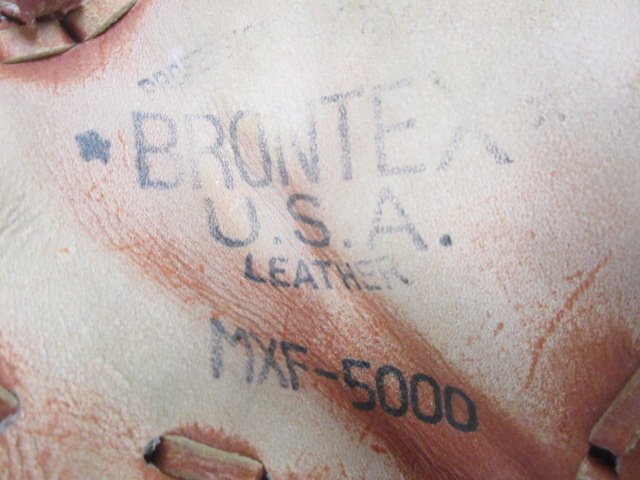 BRONTEX
U.S.A.
LEATHER
MXF-5000